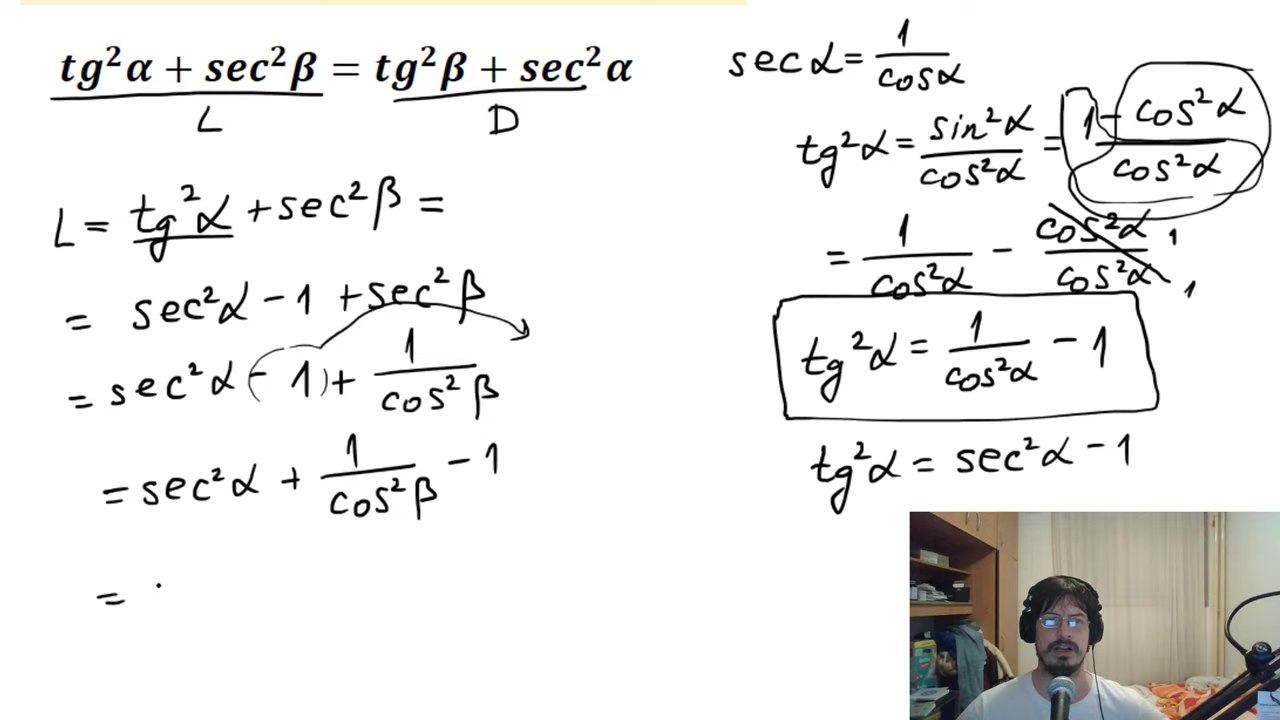 tg²α + sec²β = tg²β + sec²α
L D
L = tg²α + sec²β =
= sec²α - 1 + sec²β
= sec²α - 1 + 1/cos²β
= sec²α + 1/cos²β - 1
=
sec α = 1/cosα
tg²α = sin²α/cos²α = 1 - cos²α/cos²α
= 1/cos²α - cos²α/cos²α 1 1
tg²α = 1/cos²α - 1
tg²α = sec²α - 1